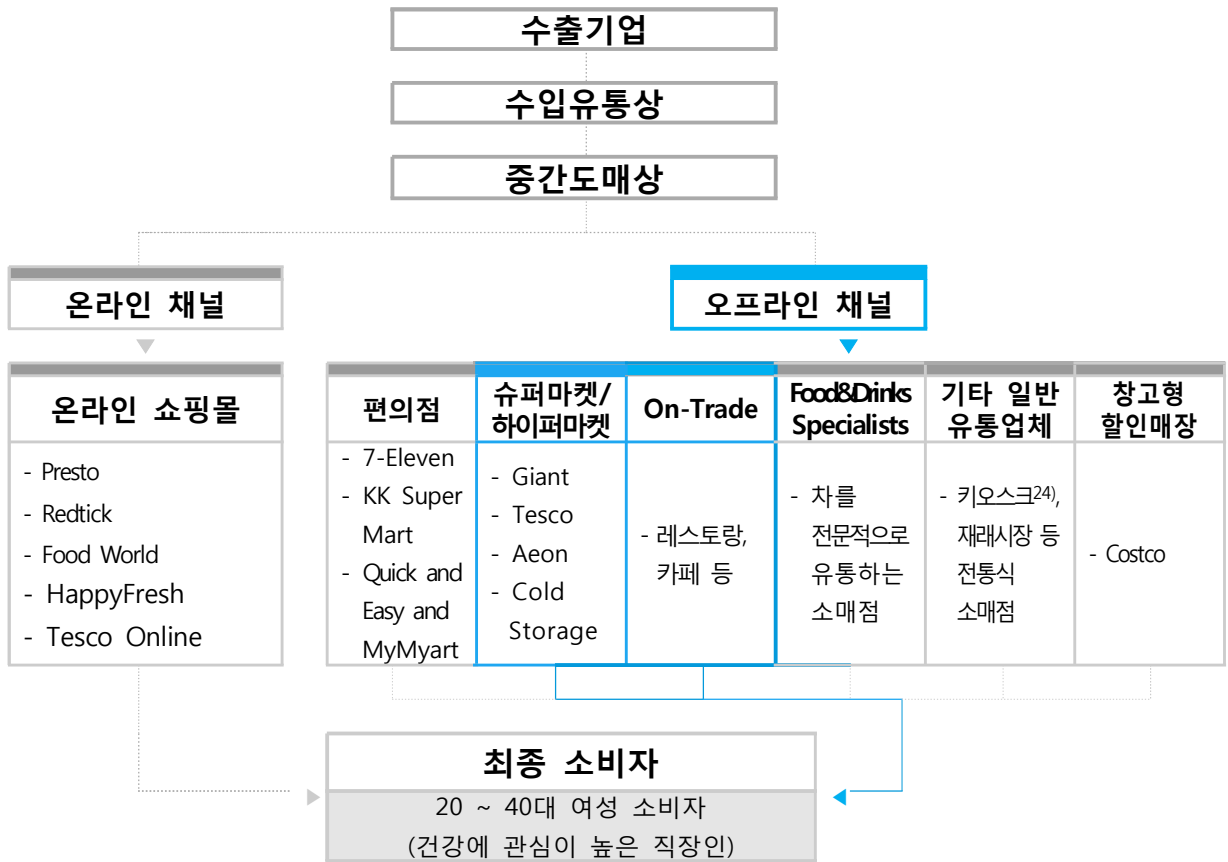 수출기업
수입유통상
중간도매상
온라인 채널
오프라인 채널
온라인 쇼핑몰
- Presto
- Redtick
- Food World
- HappyFresh
- Tesco Online
편의점
- 7-Eleven
- KK Super
Mart
- Quick and
Easy and
MyMyart
슈퍼마켓/
하이퍼마켓
- Giant
- Tesco
- Aeon
- Cold
Storage
On-Trade
- 레스토랑,
카페 등
Food&Drinks
Specialists
- 차를
전문적으로
유통하는
소매점
기타 일반
유통업체
- 키오스크24),
재래시장 등
전통식
소매점
창고형
할인매장
- Costco
최종 소비자
20 ~ 40대 여성 소비자
(건강에 관심이 높은 직장인)